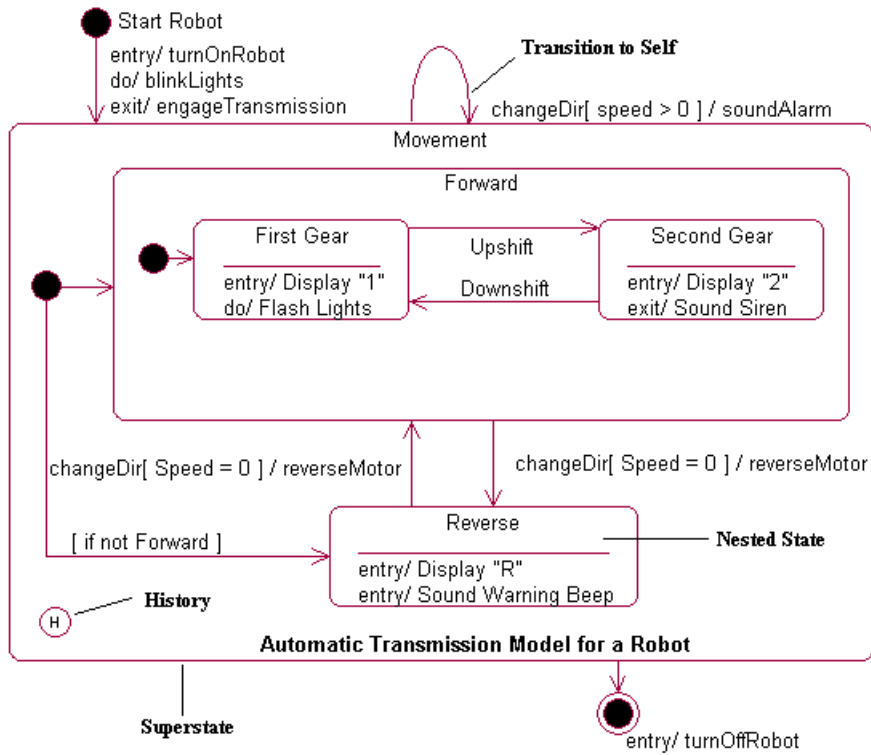 Start Robot
entry/ turnOnRobot
do/ blinkLights
exit/ engageTransmission
Transition to Self
changeDir[ speed > 0 ] / soundAlarm
Movement
Forward
First Gear
entry/ Display "1"
do/ Flash Lights
Upshift
Downshift
Second Gear
entry/ Display "2"
exit/ Sound Siren
changeDir[ Speed = 0 ] / reverseMotor
changeDir[ Speed = 0 ] / reverseMotor
[ if not Forward ]
Reverse
entry/ Display "R"
entry/ Sound Warning Beep
Nested State
History
H
Automatic Transmission Model for a Robot
Superstate
entry/ turnOffRobot